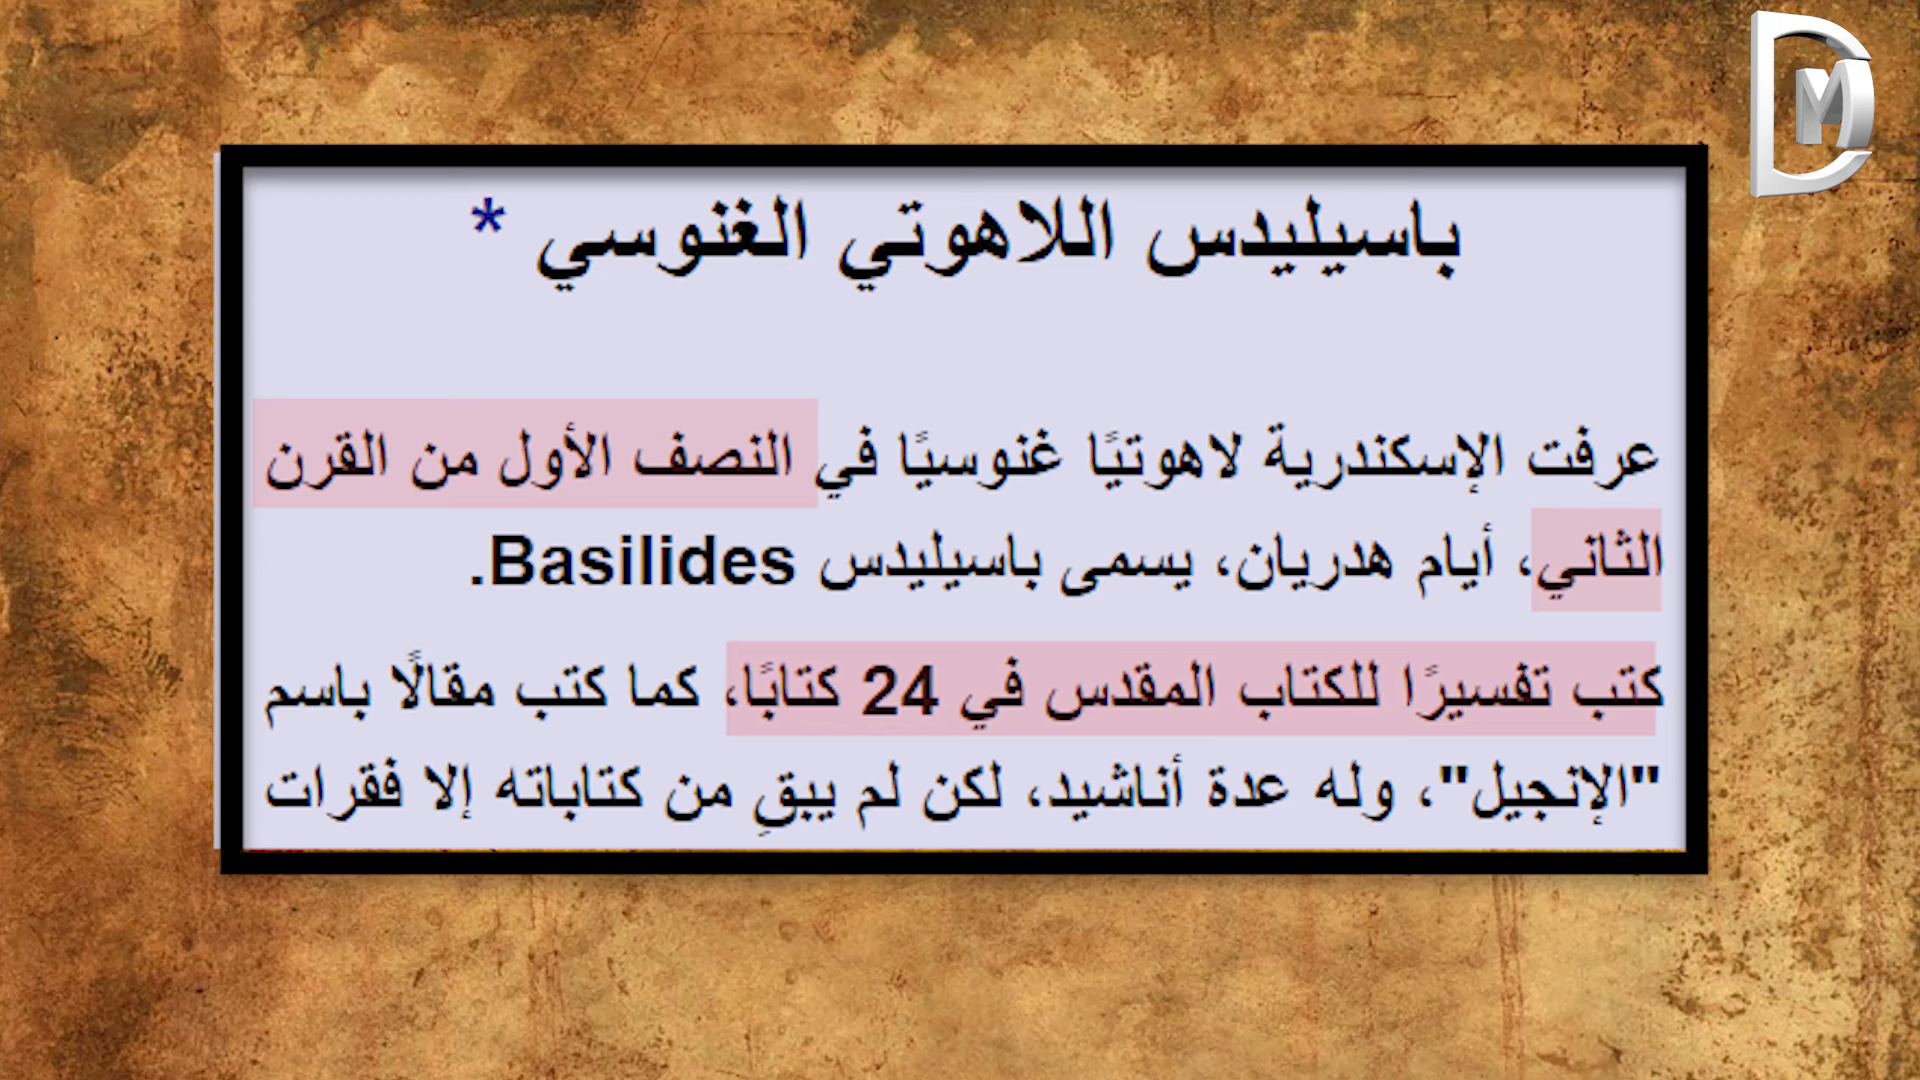 باسيليدس اللاهوتي الغنوسي *
عرفت الإسكندرية لاهوتيًا غنوسيًا في النصف الأول من القرن
الثاني، أيام هدريان، يسمى باسيليدس Basilides.
كتب تفسيرًا للكتاب المقدس في 24 كتابًا، كما كتب مقالًا باسم
"الإنجيل"، وله عدة أناشيد، لكن لم يبقِ من كتاباته إلا فقرات
DM